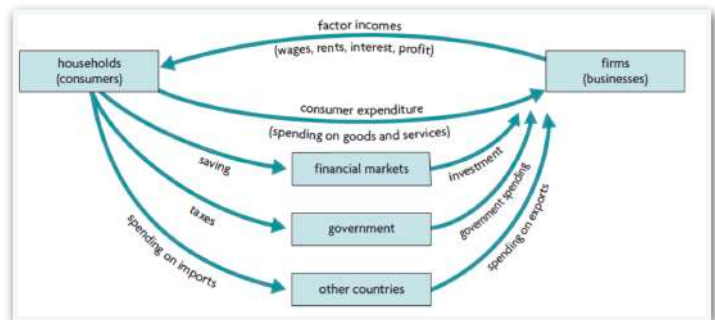 factor incomes
(wages, rents, interest, profit)
households
(consumers)
firms
(businesses)
consumer expenditure
(spending on goods and services)
saving
financial markets
investment
taxes
government
government spending
spending on imports
other countries
spending on exports